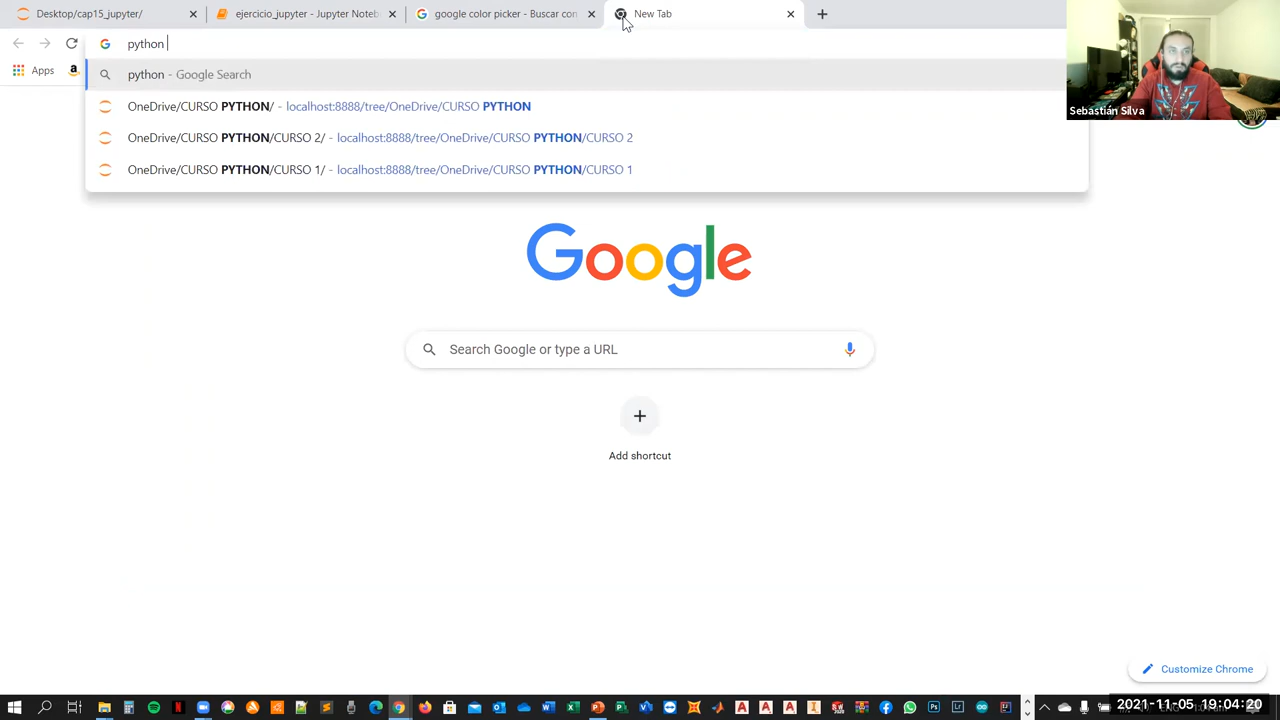 Desktop/cap15_jupyter/
ejercicio_jupyter - Jupyter Noteb
google color picker - Buscar con
New Tab
python
Apps
python - Google Search
OneDrive/CURSO PYTHON/ - localhost:8888/tree/OneDrive/CURSO PYTHON
OneDrive/CURSO PYTHON/CURSO 2/ - localhost:8888/tree/OneDrive/CURSO PYTHON/CURSO 2
OneDrive/CURSO PYTHON/CURSO 1/ - localhost:8888/tree/OneDrive/CURSO PYTHON/CURSO 1
Sebastián Silva
Google
Search Google or type a URL
Add shortcut
Customize Chrome
2021-11-05 19:04:20